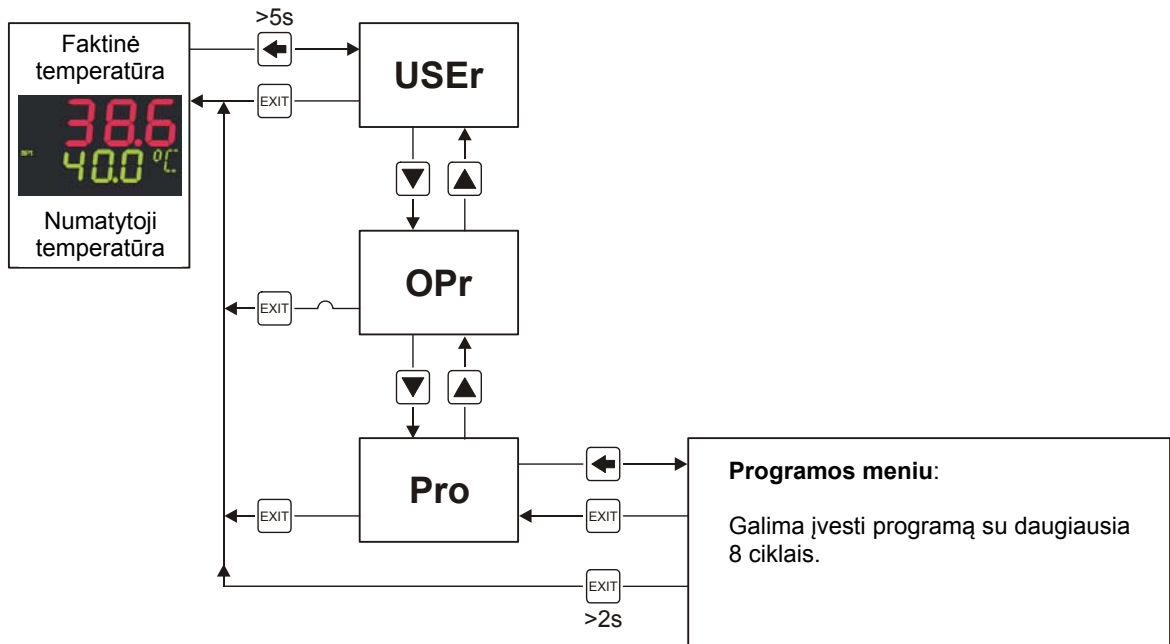 >5s
Faktinė
temperatūra
38.6
40.0 °C
Numatytoji
temperatūra
USEr
EXIT
OPr
EXIT
Pro
EXIT
EXIT
Programos meniu:
Galima įvesti programą su daugiausia
8 ciklais.
EXIT
>2s